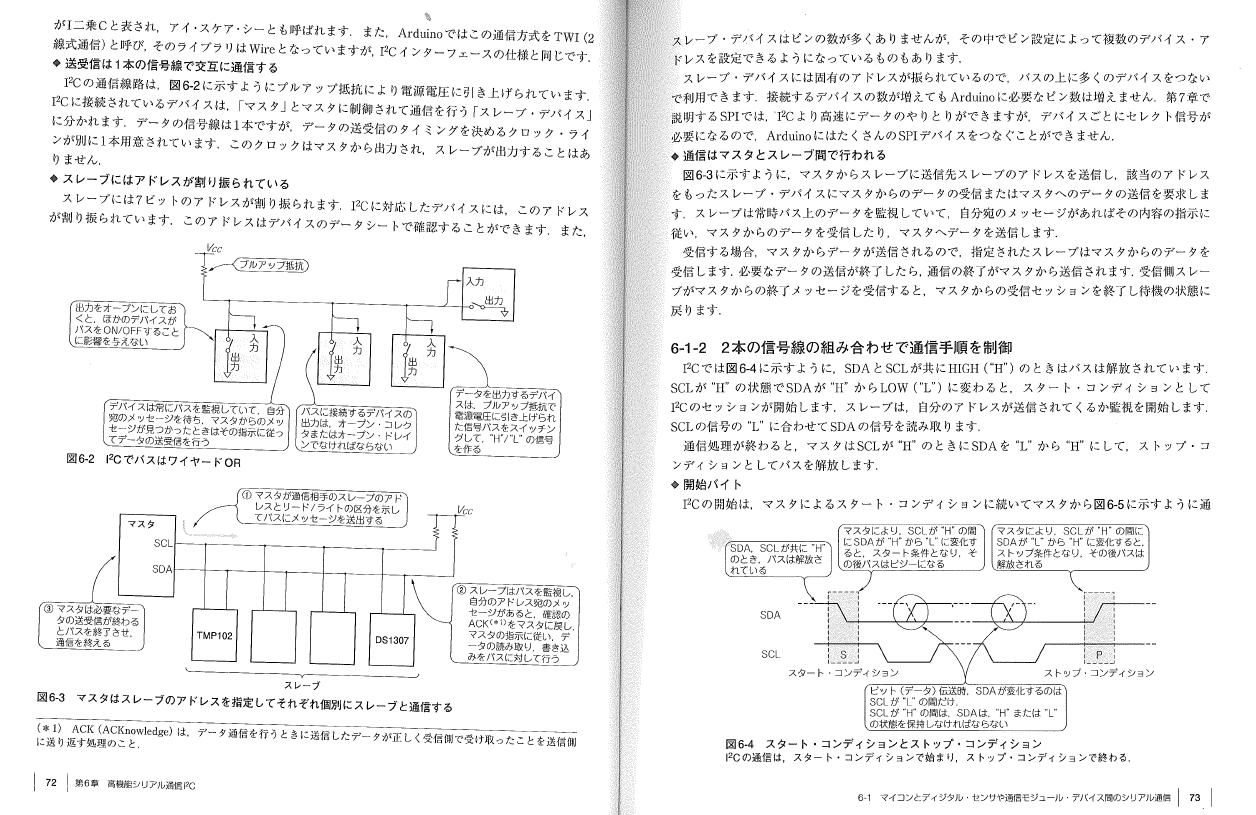 がI二乗Cと表され，アイ・スケア・シーとも呼ばれます．また，Arduinoではこの通信方式をTWI（2
線式通信）と呼び，そのライブラリはWireとなっていますが，I²Cインターフェースの仕様と同じです．
◆ 送受信は1本の信号線で交互に通信する
I²Cの通信線路は，図6-2に示すようにプルアップ抵抗により電源電圧に引き上げられています．
I²Cに接続されているデバイスは，「マスタ」とマスタに制御されて通信を行う「スレーブ・デバイス」
に分かれます．データの信号線は1本ですが，データの送受信のタイミングを決めるクロック・ライ
ンが別に1本用意されています．このクロックはマスタから出力され，スレーブが出力することはあ
りません．
◆ スレーブにはアドレスが割り振られている
スレーブには7ビットのアドレスが割り振られます．I²Cに対応したデバイスには，このアドレス
が割り振られています．このアドレスはデバイスのデータシートで確認することができます．また，
Vcc
プルアップ抵抗
入力
出力
出力をオープンにしてお
くと，ほかのデバイスが
バスをON/OFFすること
に影響を与えない
入力
出力
入力
出力
入力
出力
デバイスは常にバスを監視していて，自分
宛のメッセージを待ち，マスタからのメッ
セージが見つかったときはその指示に従っ
てデータの送受信を行う
バスに接続するデバイスの
出力は，オープン・コレク
タまたはオープン・ドレイ
ンでなければならない
データを出力するデバイ
スは，プルアップ抵抗で
電源電圧に引き上げられ
た信号バスをスイッチン
グして，"H"/"L" の信号
を作る
図6-2 I²CでバスはワイヤードOR
① マスタが通信相手のスレーブのアド
レスとリード/ライトの区分を示し
てバスにメッセージを送出する
Vcc
マスタ
SCL
SDA
③ マスタは必要なデー
タの送受信が終わる
とバスを終了させ，
通信を終える
② スレーブはバスを監視し，
自分のアドレス宛のメッ
セージがあると，確認の
ACK(*1)をマスタに戻し，
マスタの指示に従い，デ
ータの読み取り，書き込
みをバスに対して行う
TMP102
DS1307
スレーブ
図6-3 マスタはスレーブのアドレスを指定してそれぞれ個別にスレーブと通信する
（*1） ACK（ACKnowledge）は，データ通信を行うときに送信したデータが正しく受信側で受け取ったことを送信側
に送り返す処理のこと．
72 第6章 高機能シリアル通信I²C
スレーブ・デバイスはピンの数が多くありませんが，その中でピン設定によって複数のデバイス・ア
ドレスを設定できるようになっているものもあります．
スレーブ・デバイスには固有のアドレスが振られているので，バスの上に多くのデバイスをつない
で利用できます．接続するデバイスの数が増えてもArduinoに必要なピン数は増えません．第7章で
説明するSPIでは，I²Cより高速にデータのやりとりができますが，デバイスごとにセレクト信号が
必要になるので，ArduinoにはたくさんのSPIデバイスをつなぐことができません．
◆ 通信はマスタとスレーブ間で行われる
図6-3に示すように，マスタからスレーブに送信先スレーブのアドレスを送信し，該当のアドレス
をもったスレーブ・デバイスにマスタからのデータの受信またはマスタへのデータの送信を要求しま
す．スレーブは常時バス上のデータを監視していて，自分宛のメッセージがあればその内容の指示に
従い，マスタからのデータを受信したり，マスタへデータを送信します．
受信する場合，マスタからデータが送信されるので，指定されたスレーブはマスタからのデータを
受信します．必要なデータの送信が終了したら，通信の終了がマスタから送信されます．受信側スレー
ブがマスタからの終了メッセージを受信すると，マスタからの受信セッションを終了し待機の状態に
戻ります．
6-1-2 2本の信号線の組み合わせで通信手順を制御
I²Cでは図6-4に示すように，SDAとSCLが共にHIGH（"H"）のときはバスは解放されています．
SCLが "H" の状態でSDAが "H" からLOW（"L"）に変わると，スタート・コンディションとして
I²Cのセッションが開始します．スレーブは，自分のアドレスが送信されてくるか監視を開始します．
SCLの信号の "L" に合わせてSDAの信号を読み取ります．
通信処理が終わると，マスタはSCLが "H" のときにSDAを "L" から "H" にして，ストップ・コ
ンディションとしてバスを解放します．
◆ 開始バイト
I²Cの開始は，マスタによるスタート・コンディションに続いてマスタから図6-5に示すように通
SDA，SCLが共に "H"
のとき，バスは解放さ
れている
マスタにより，SCLが "H" の間
にSDAが "H" から "L" に変化す
ると，スタート条件となり，そ
の後バスはビジーになる
マスタにより，SCLが "H" の間に
SDAが "L" から "H" に変化すると，
ストップ条件となり，その後バスは
解放される
SDA
SCL
S
P
スタート・コンディション
ストップ・コンディション
ビット（データ）伝送時，SDAが変化するのは
SCLが "L" の間だけ．
SCLが "H" の間は，SDAは，"H" または "L"
の状態を保持しなければならない
図6-4 スタート・コンディションとストップ・コンディション
I²Cの通信は，スタート・コンディションで始まり，ストップ・コンディションで終わる．
6-1 マイコンとディジタル・センサや通信モジュール・デバイス間のシリアル通信 73